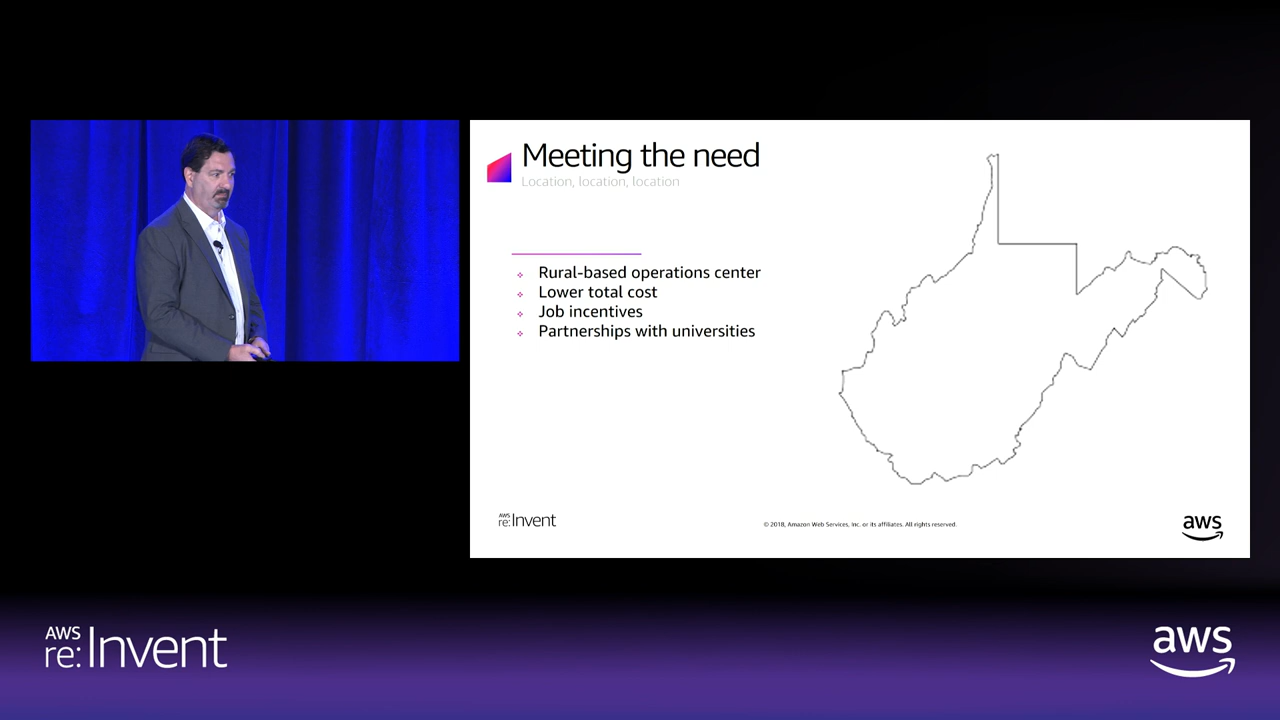 Meeting the need
Location, location, location
Rural-based operations center
Lower total cost
Job incentives
Partnerships with universities
AWS
re:Invent
© 2018, Amazon Web Services, Inc. or its affiliates. All rights reserved.
aws
AWS
re:Invent
aws